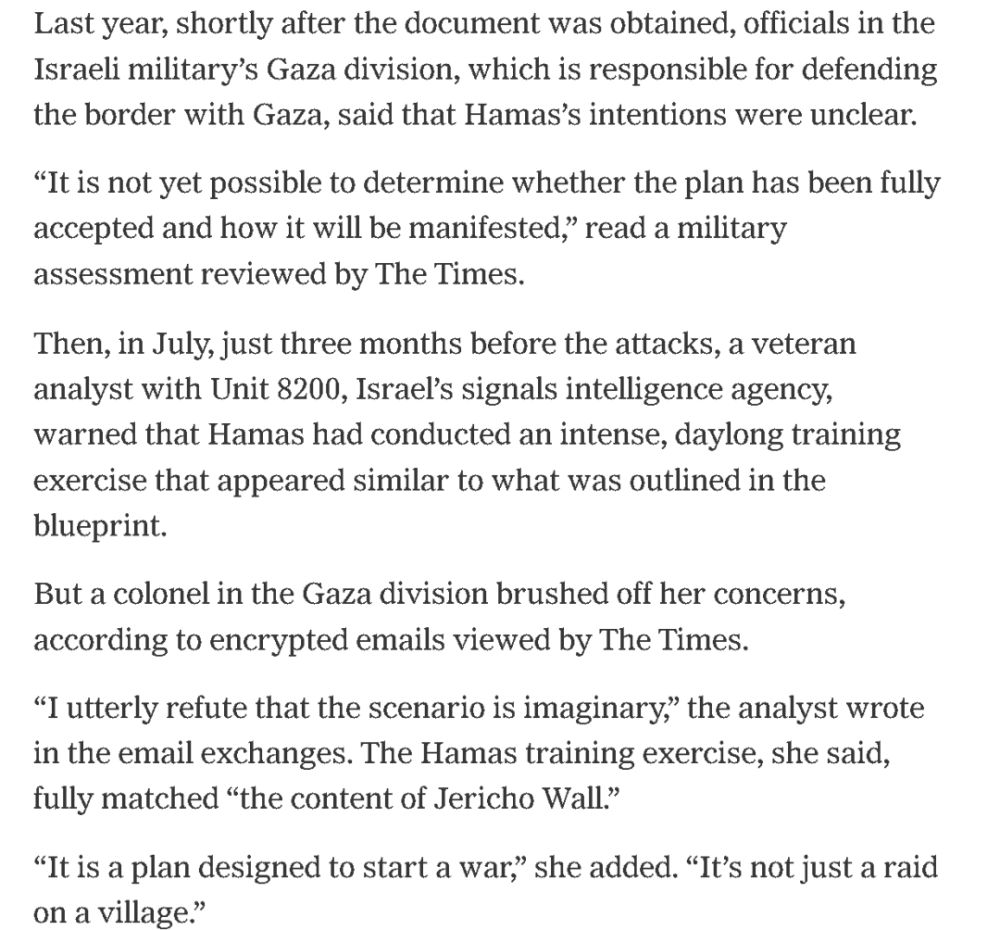 Last year, shortly after the document was obtained, officials in the
Israeli military’s Gaza division, which is responsible for defending
the border with Gaza, said that Hamas’s intentions were unclear.
“It is not yet possible to determine whether the plan has been fully
accepted and how it will be manifested,” read a military
assessment reviewed by The Times.
Then, in July, just three months before the attacks, a veteran
analyst with Unit 8200, Israel’s signals intelligence agency,
warned that Hamas had conducted an intense, daylong training
exercise that appeared similar to what was outlined in the
blueprint.
But a colonel in the Gaza division brushed off her concerns,
according to encrypted emails viewed by The Times.
“I utterly refute that the scenario is imaginary,” the analyst wrote
in the email exchanges. The Hamas training exercise, she said,
fully matched “the content of Jericho Wall.”
“It is a plan designed to start a war,” she added. “It’s not just a raid
on a village.”